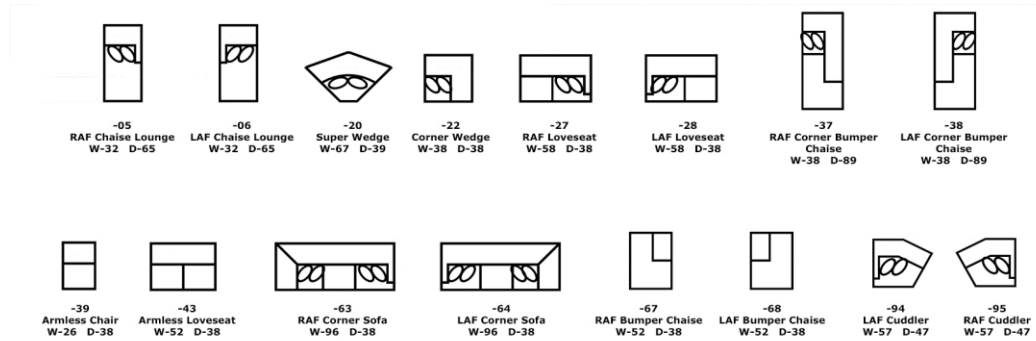 -05
RAF Chaise Lounge
W-32 D-65
-06
LAF Chaise Lounge
W-32 D-65
-20
Super Wedge
W-67 D-39
-22
Corner Wedge
W-38 D-38
-27
RAF Loveseat
W-58 D-38
-28
LAF Loveseat
W-58 D-38
-37
RAF Corner Bumper
Chaise
W-38 D-89
-38
LAF Corner Bumper
Chaise
W-38 D-89
-39
Armless Chair
W-26 D-38
-43
Armless Loveseat
W-52 D-38
-63
RAF Corner Sofa
W-96 D-38
-64
LAF Corner Sofa
W-96 D-38
-67
RAF Bumper Chaise
W-52 D-38
-68
LAF Bumper Chaise
W-52 D-38
-94
LAF Cuddler
W-57 D-47
-95
RAF Cuddler
W-57 D-47